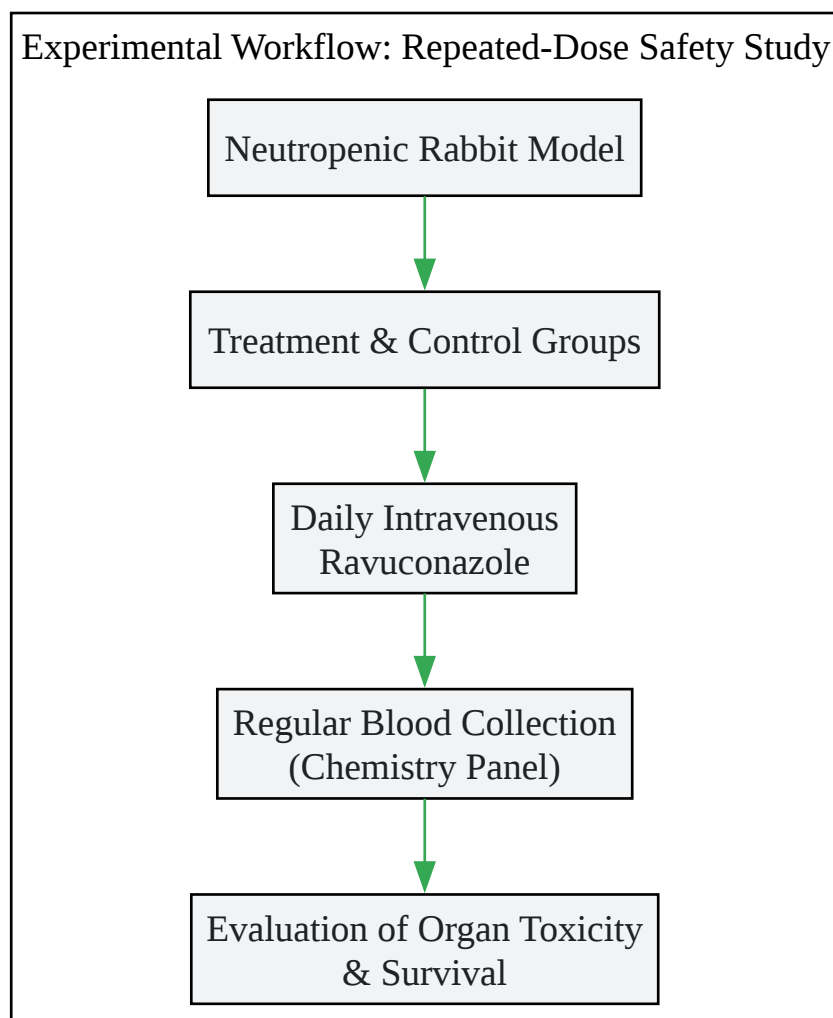 Experimental Workflow: Repeated-Dose Safety Study
Neutropenic Rabbit Model
Treatment & Control Groups
Daily Intravenous
Ravuconazole
Regular Blood Collection
(Chemistry Panel)
Evaluation of Organ Toxicity
& Survival